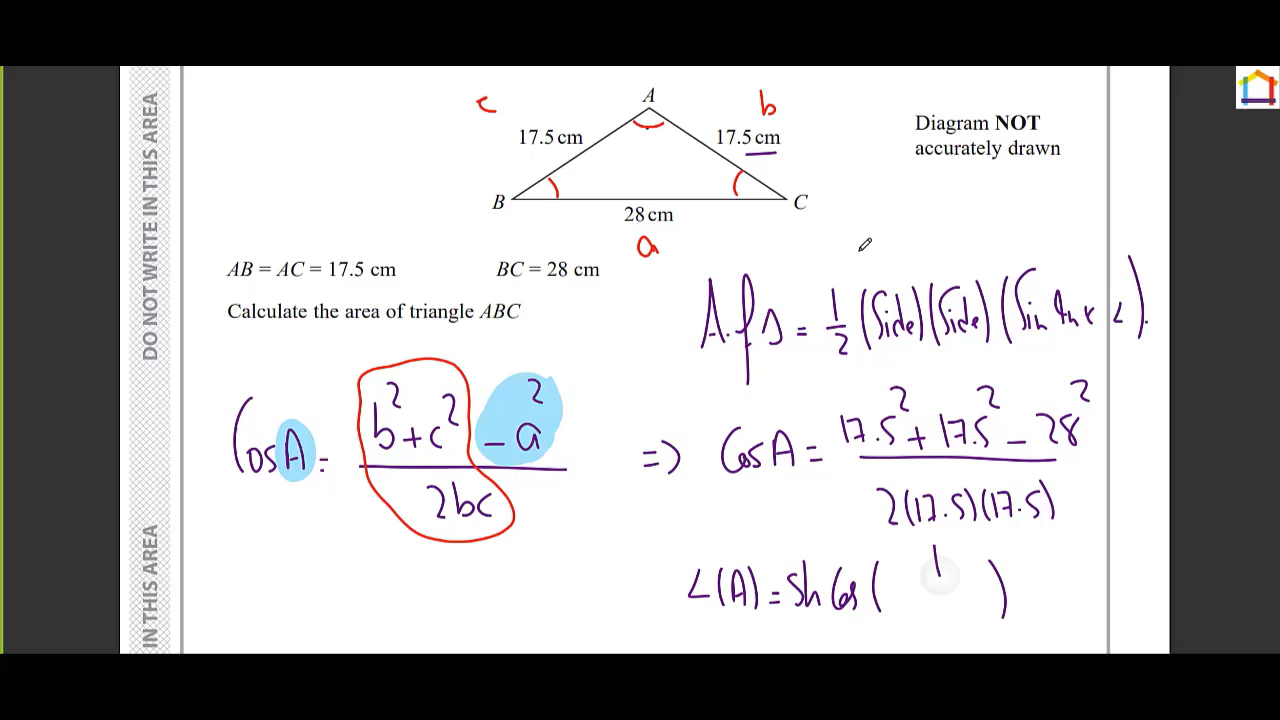 DO NOT WRITE IN THIS AREA
IN THIS AREA
A
c
b
17.5 cm
17.5 cm
Diagram NOT
accurately drawn
B
C
28 cm
a
AB = AC = 17.5 cm
BC = 28 cm
Calculate the area of triangle ABC
A.f Δ = 1/2 (Side)(Side)(Sin ∠).
Cos A = b² + c² - a² / 2bc
=> Cos A = 17.5² + 17.5² - 28² / 2(17.5)(17.5)
∠(A) = Sh Cos ( )